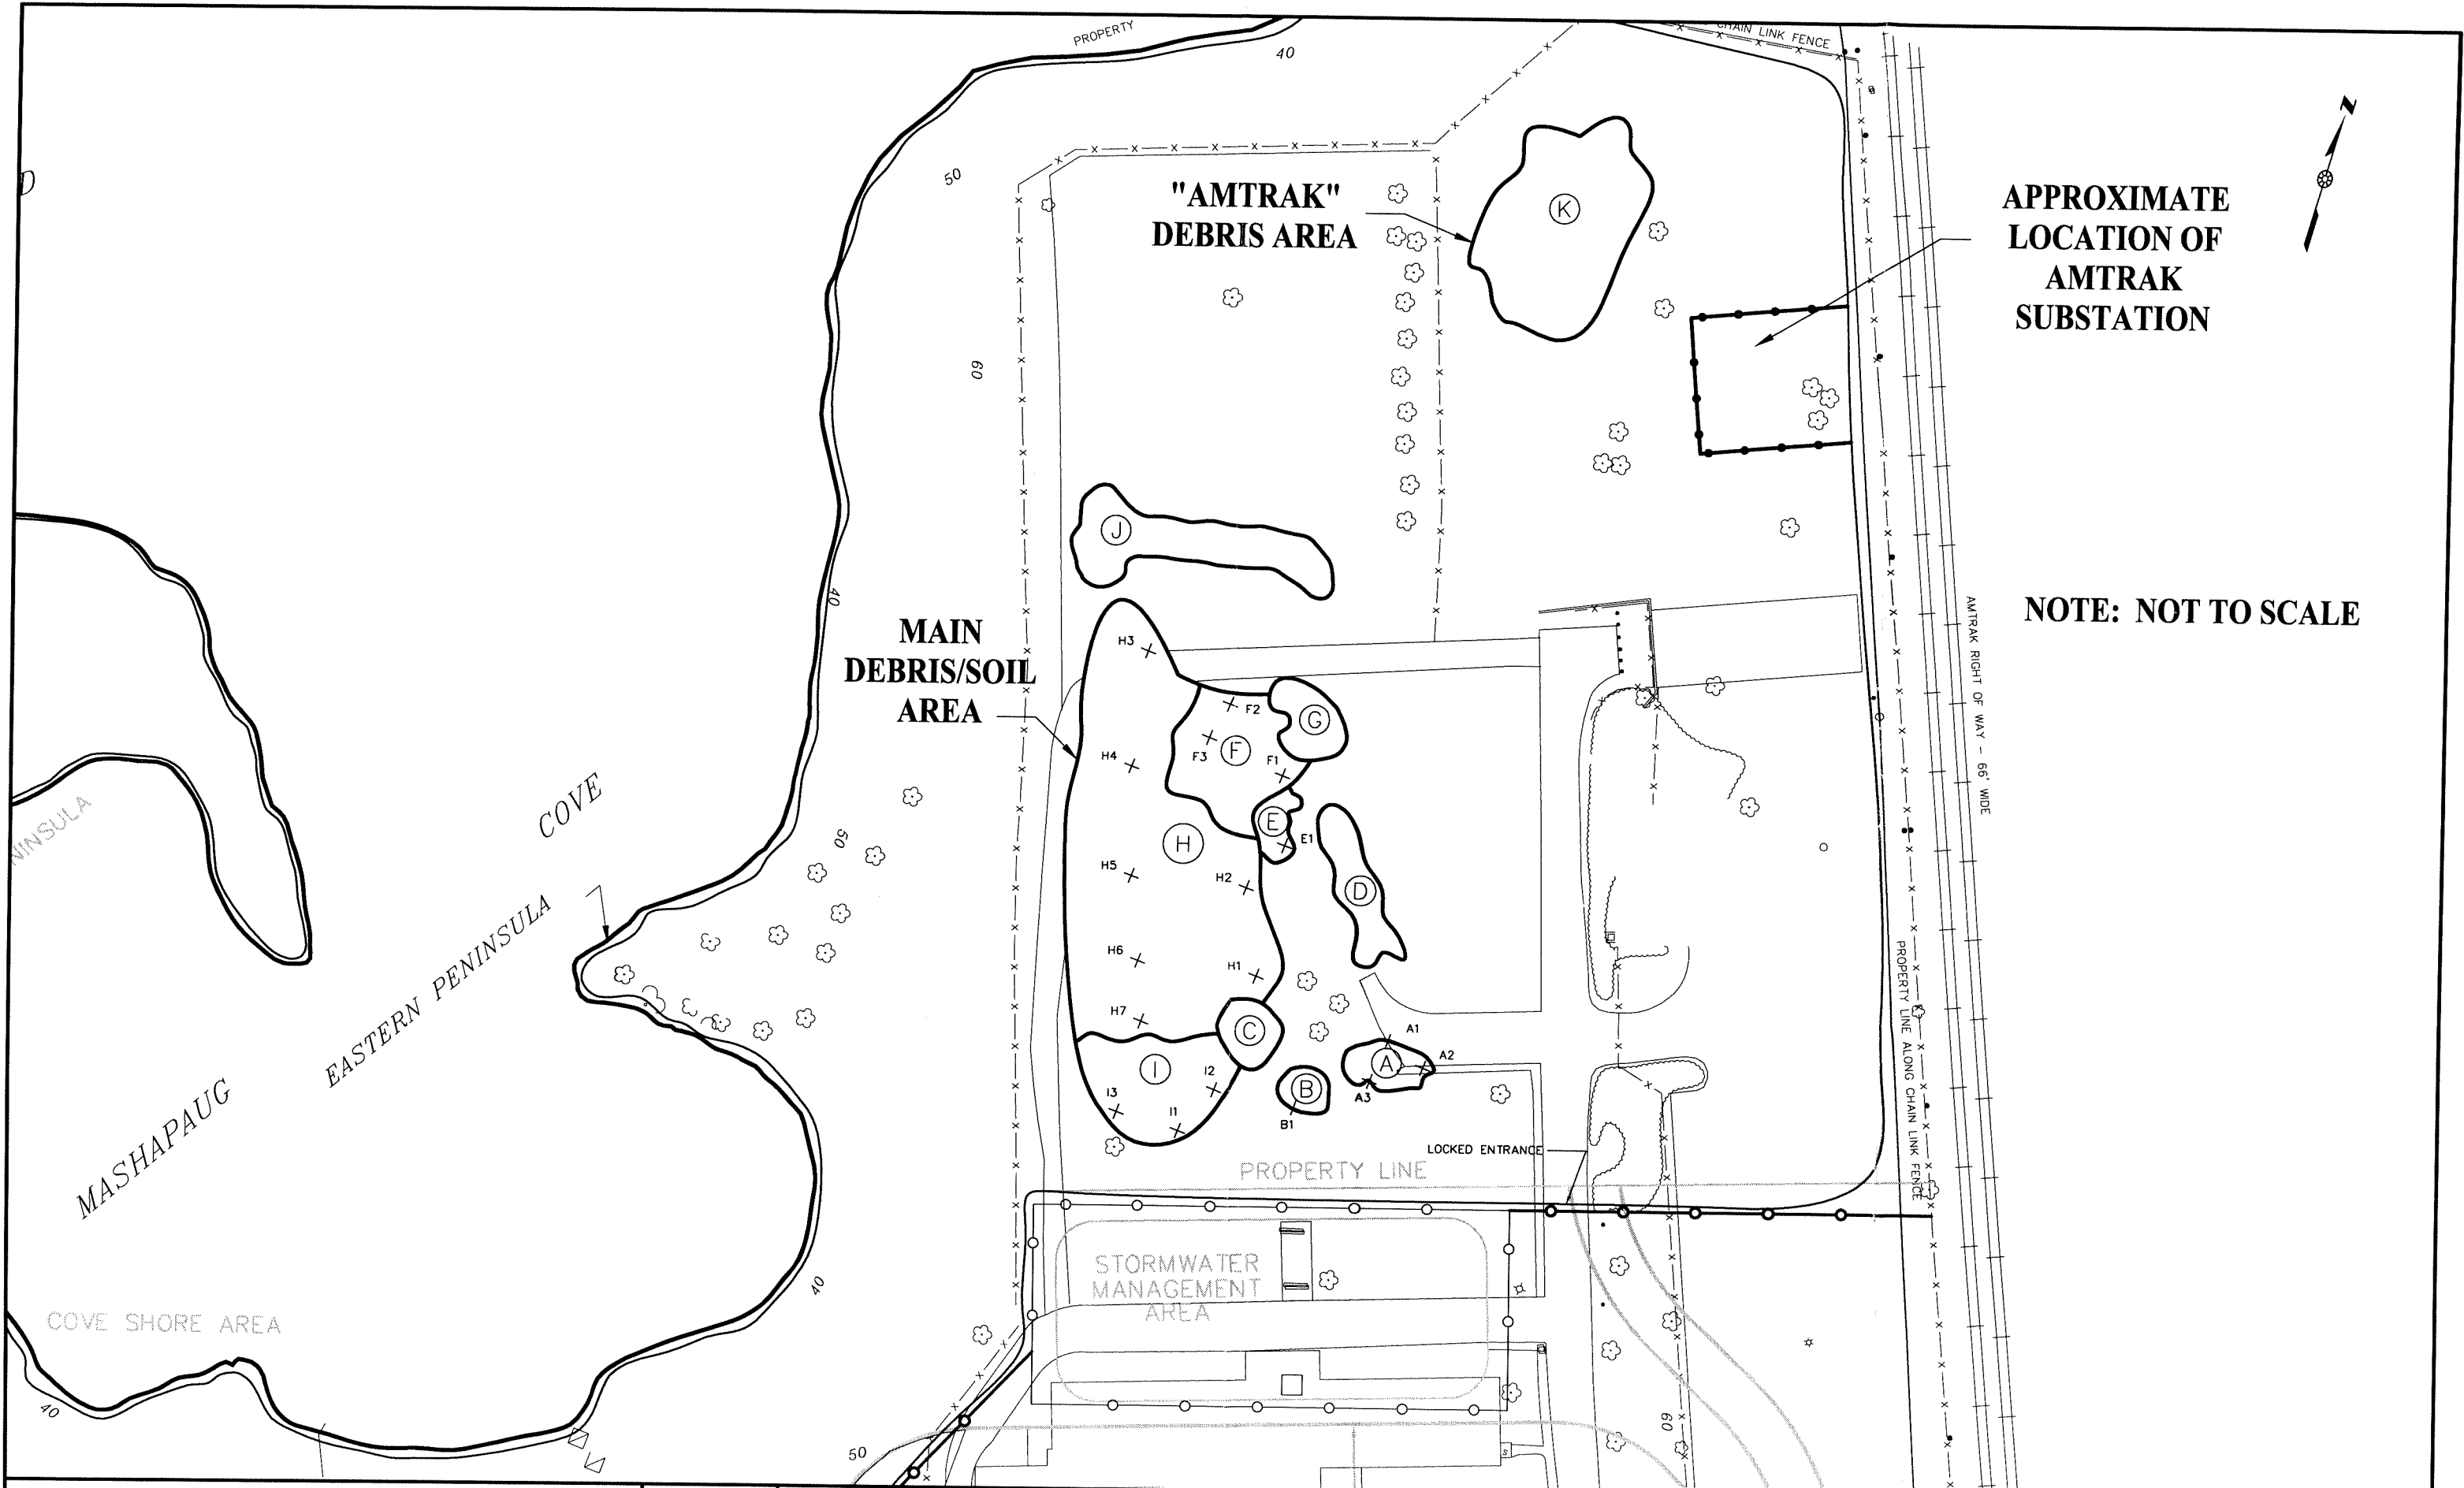 PROPERTY
CHAIN LINK FENCE
40
N
50
"AMTRAK"
DEBRIS AREA
K
APPROXIMATE
LOCATION OF
AMTRAK
SUBSTATION
60
J
40
NOTE: NOT TO SCALE
AMTRAK RIGHT OF WAY – 66' WIDE
MAIN
DEBRIS/SOIL
AREA
H3
F2
G
F3
F
F1
H4
E
E1
H
H5
H2
D
H6
H1
H7
C
A1
A2
A
A3
I
I2
I3
I1
B
B1
NINSULA
COVE
50
EASTERN PENINSULA
MASHAPAUG
PROPERTY LINE ALONG CHAIN LINK FENCE
LOCKED ENTRANCE
PROPERTY LINE
STORMWATER
MANAGEMENT
AREA
COVE SHORE AREA
40
40
50
60
S